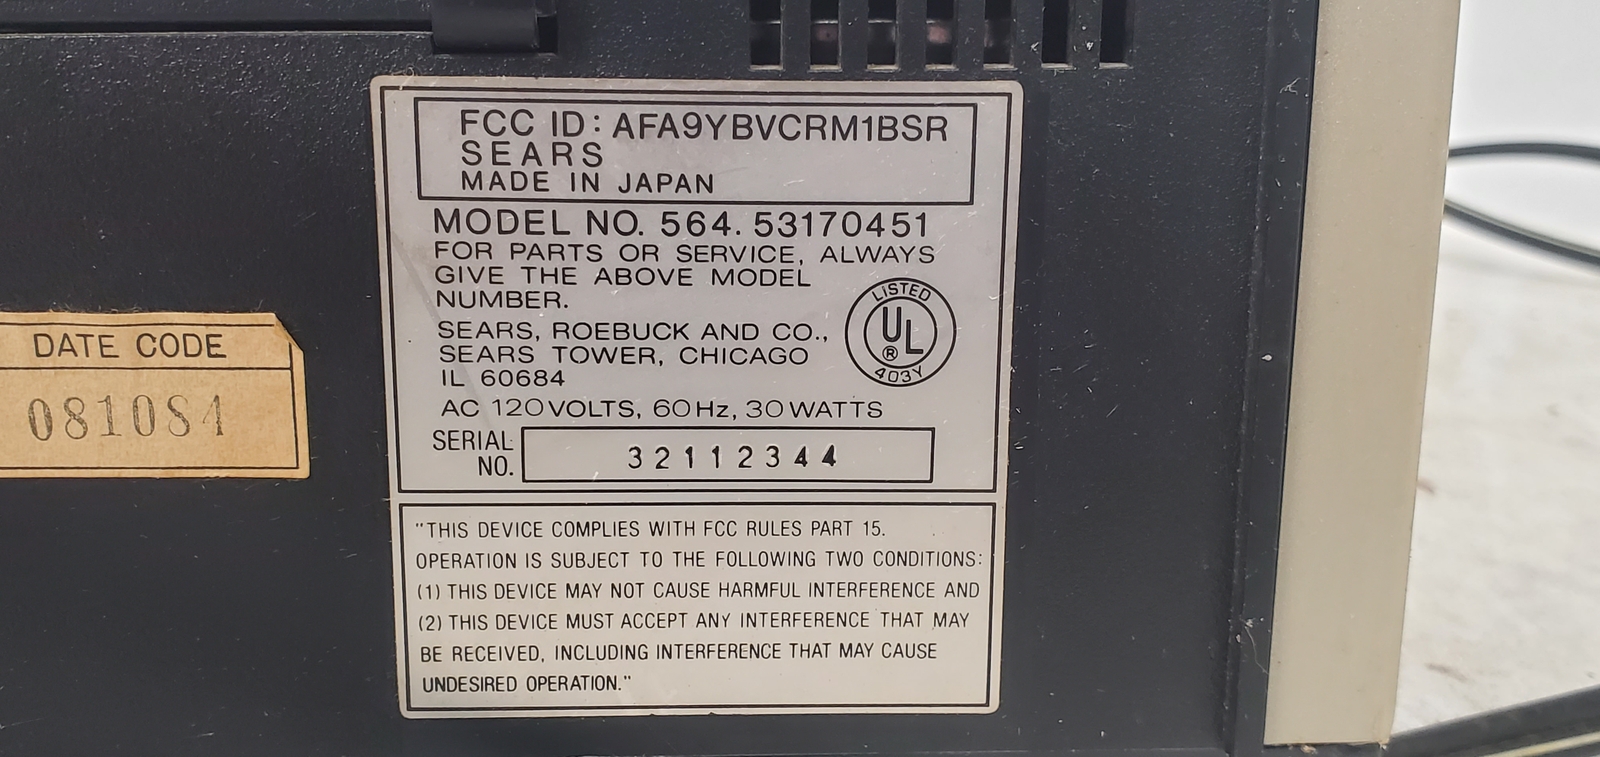 FCC ID: AFA9YBVCRM1BSR
SEARS
MADE IN JAPAN
MODEL NO. 564. 53170451
FOR PARTS OR SERVICE, ALWAYS
GIVE THE ABOVE MODEL
NUMBER.
SEARS, ROEBUCK AND CO.,
SEARS TOWER, CHICAGO
IL 60684
LISTED
UL
®
403Y
AC 120VOLTS, 60Hz, 30WATTS
SERIAL
NO.
32112344
"THIS DEVICE COMPLIES WITH FCC RULES PART 15.
OPERATION IS SUBJECT TO THE FOLLOWING TWO CONDITIONS:
(1) THIS DEVICE MAY NOT CAUSE HARMFUL INTERFERENCE AND
(2) THIS DEVICE MUST ACCEPT ANY INTERFERENCE THAT MAY
BE RECEIVED, INCLUDING INTERFERENCE THAT MAY CAUSE
UNDESIRED OPERATION."
DATE CODE
081084